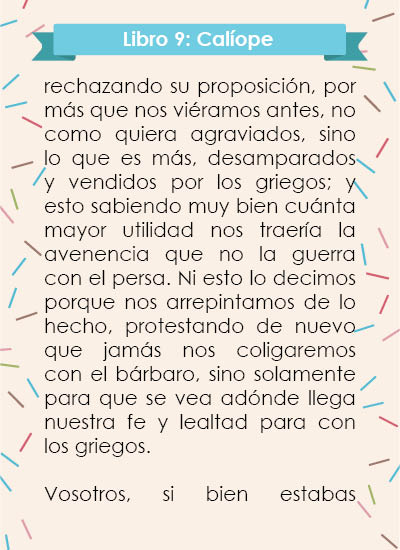 Libro 9: Calíope
rechazando su proposición, por
más que nos viéramos antes, no
como quiera agraviados, sino
lo que es más, desamparados
y vendidos por los griegos; y
esto sabiendo muy bien cuánta
mayor utilidad nos traería la
avenencia que no la guerra
con el persa. Ni esto lo decimos
porque nos arrepintamos de lo
hecho, protestando de nuevo
que jamás nos coligaremos
con el bárbaro, sino solamente
para que se vea adónde llega
nuestra fe y lealtad para con
los griegos.
Vosotros, si bien estabas